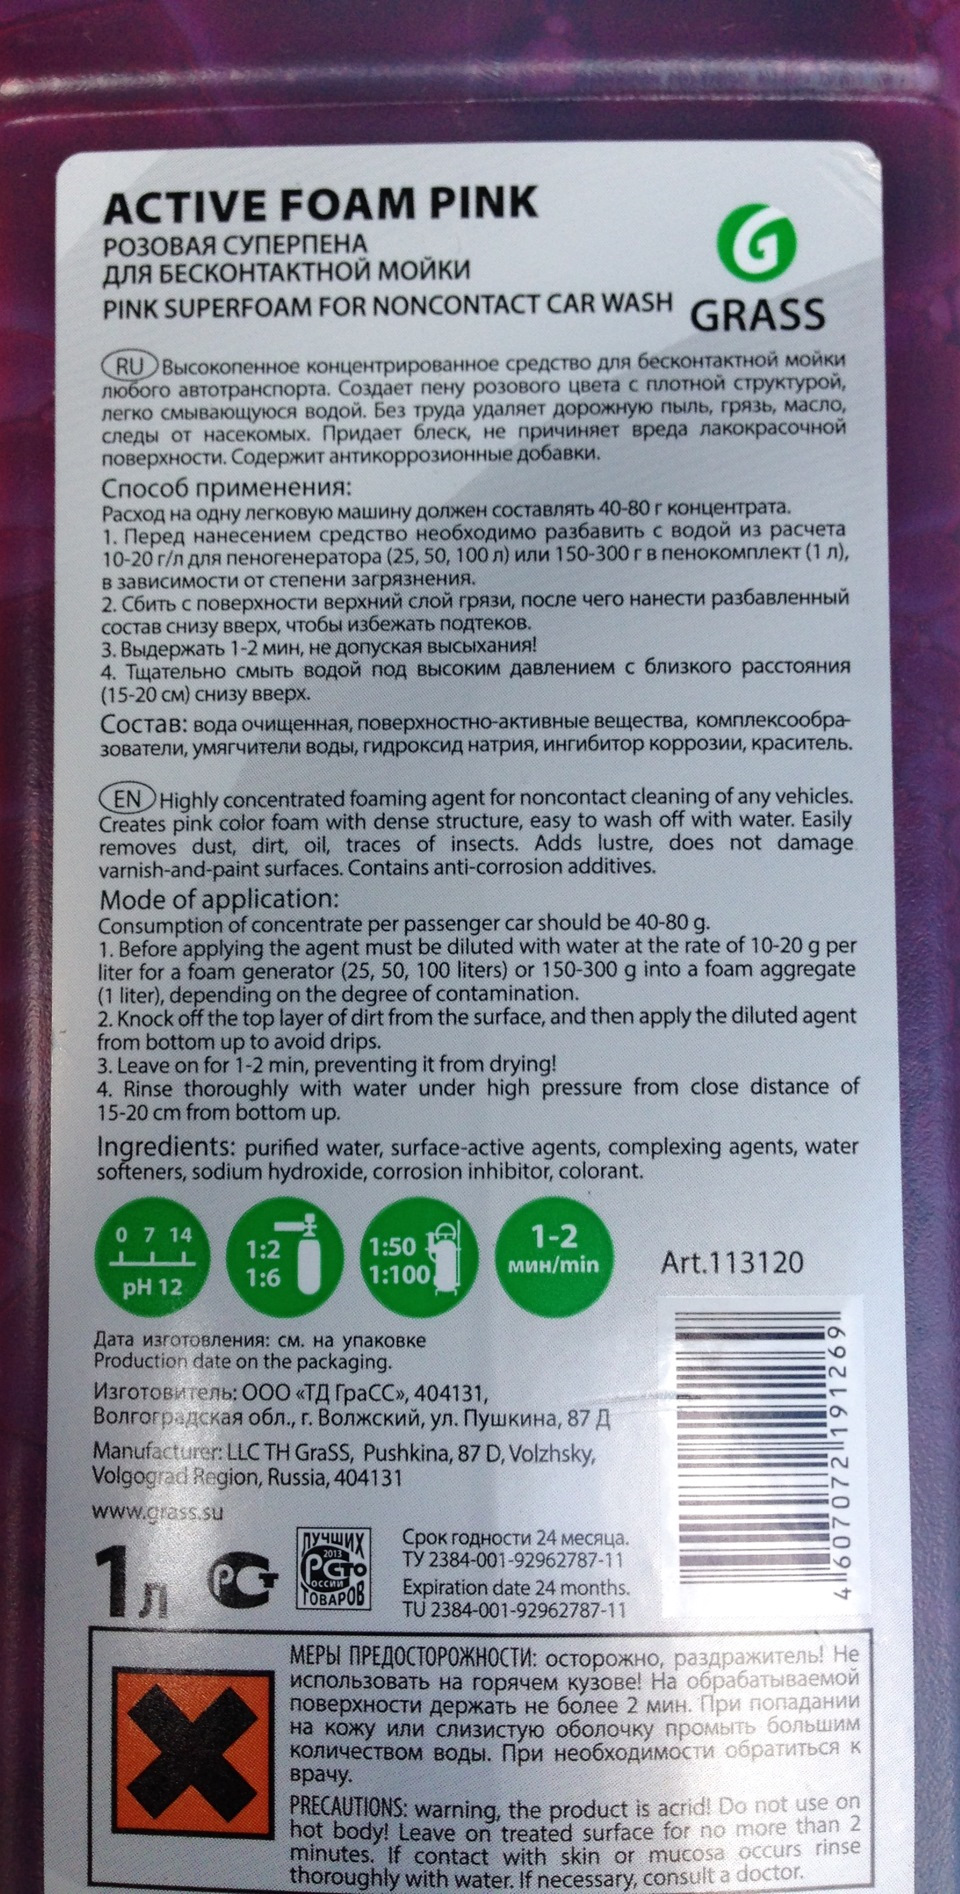 ACTIVE FOAM PINK
РОЗОВАЯ СУПЕРПЕНА
ДЛЯ БЕСКОНТАКТНОЙ МОЙКИ
PINK SUPERFOAM FOR NONCONTACT CAR WASH
GRASS
RU Высокопенное концентрированное средство для бесконтактной мойки
любого автотранспорта. Создает пену розового цвета с плотной структурой,
легко смывающуюся водой. Без труда удаляет дорожную пыль, грязь, масло,
следы от насекомых. Придает блеск, не причиняет вреда лакокрасочной
поверхности. Содержит антикоррозионные добавки.
Способ применения:
Расход на одну легковую машину должен составлять 40-80 г концентрата.
1. Перед нанесением средство необходимо разбавить с водой из расчета
10-20 г/л для пеногенератора (25, 50, 100 л) или 150-300 г в пенокомплект (1 л),
в зависимости от степени загрязнения.
2. Сбить с поверхности верхний слой грязи, после чего нанести разбавленный
состав снизу вверх, чтобы избежать подтеков.
3. Выдержать 1-2 мин, не допуская высыхания!
4. Тщательно смыть водой под высоким давлением с близкого расстояния
(15-20 см) снизу вверх.
Состав: вода очищенная, поверхностно-активные вещества, комплексообра-
зователи, умягчители воды, гидроксид натрия, ингибитор коррозии, краситель.
EN Highly concentrated foaming agent for noncontact cleaning of any vehicles.
Creates pink color foam with dense structure, easy to wash off with water. Easily
removes dust, dirt, oil, traces of insects. Adds lustre, does not damage
varnish-and-paint surfaces. Contains anti-corrosion additives.
Mode of application:
Consumption of concentrate per passenger car should be 40-80 g.
1. Before applying the agent must be diluted with water at the rate of 10-20 g per
liter for a foam generator (25, 50, 100 liters) or 150-300 g into a foam aggregate
(1 liter), depending on the degree of contamination.
2. Knock off the top layer of dirt from the surface, and then apply the diluted agent
from bottom up to avoid drips.
3. Leave on for 1-2 min, preventing it from drying!
4. Rinse thoroughly with water under high pressure from close distance of
15-20 cm from bottom up.
Ingredients: purified water, surface-active agents, complexing agents, water
softeners, sodium hydroxide, corrosion inhibitor, colorant.
0 7 14
pH 12
1:2
1:6
1:50
1:100
1-2
мин/min
Art.113120
Дата изготовления: см. на упаковке
Production date on the packaging.
Изготовитель: ООО «ТД ГраСС», 404131,
Волгоградская обл., г. Волжский, ул. Пушкина, 87 Д
Manufacturer: LLC TH GraSS, Pushkina, 87 D, Volzhsky,
Volgograd Region, Russia, 404131
www.grass.su
4 607072 191269
1 л
РСТ
ЛУЧШИХ
2013
РОССИИ
ТОВАРОВ
Срок годности 24 месяца.
ТУ 2384-001-92962787-11
Expiration date 24 months.
TU 2384-001-92962787-11
МЕРЫ ПРЕДОСТОРОЖНОСТИ: осторожно, раздражитель! Не
использовать на горячем кузове! На обрабатываемой
поверхности держать не более 2 мин. При попадании
на кожу или слизистую оболочку промыть большим
количеством воды. При необходимости обратиться к
врачу.
PRECAUTIONS: warning, the product is acrid! Do not use on
hot body! Leave on treated surface for no more than 2
minutes. If contact with skin or mucosa occurs rinse
thoroughly with water. If necessary, consult a doctor.